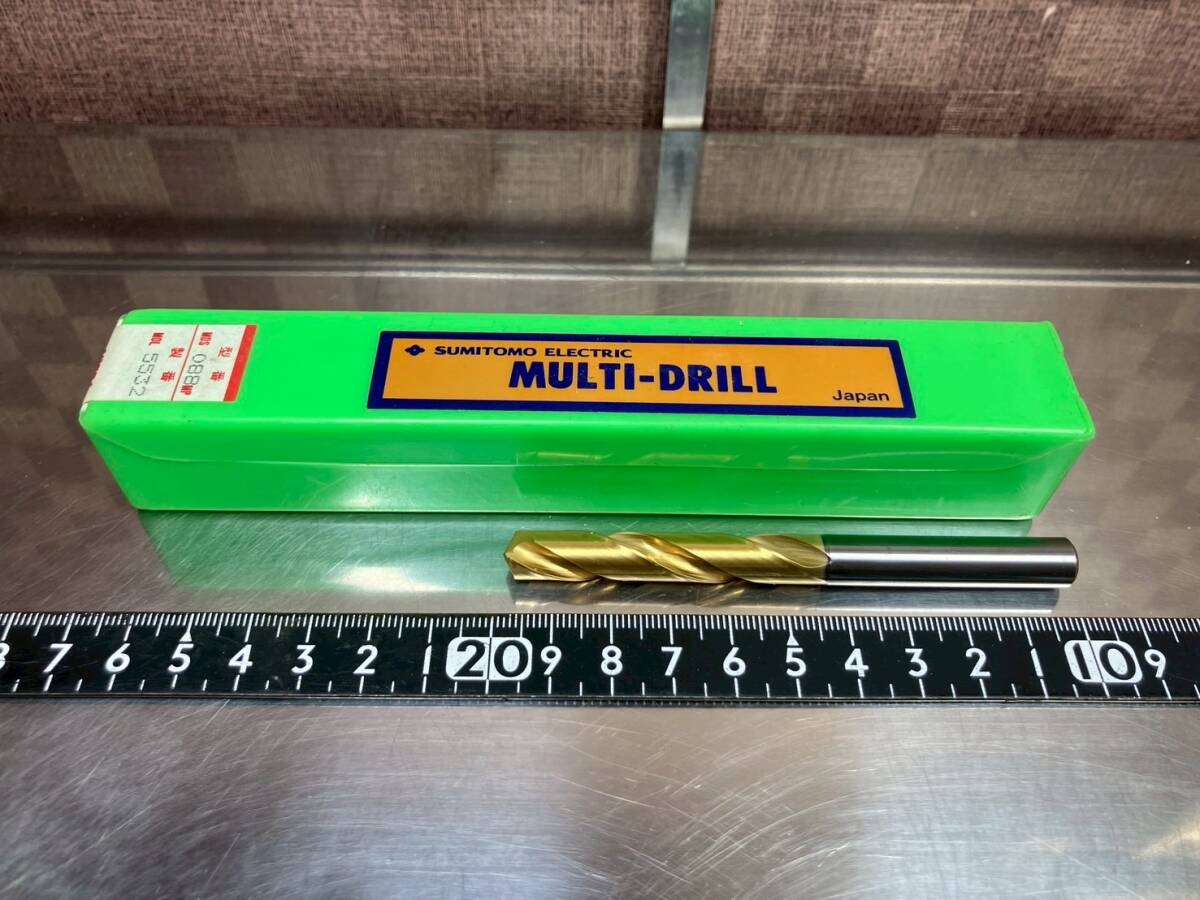 SUMITOMO ELECTRIC
MULTI-DRILL
Japan
型番
MDS 088MP
製番
MDL 5532
7 6 5 4 3 2 1 20 9 8 7 6 5 4 3 2 1 10 9